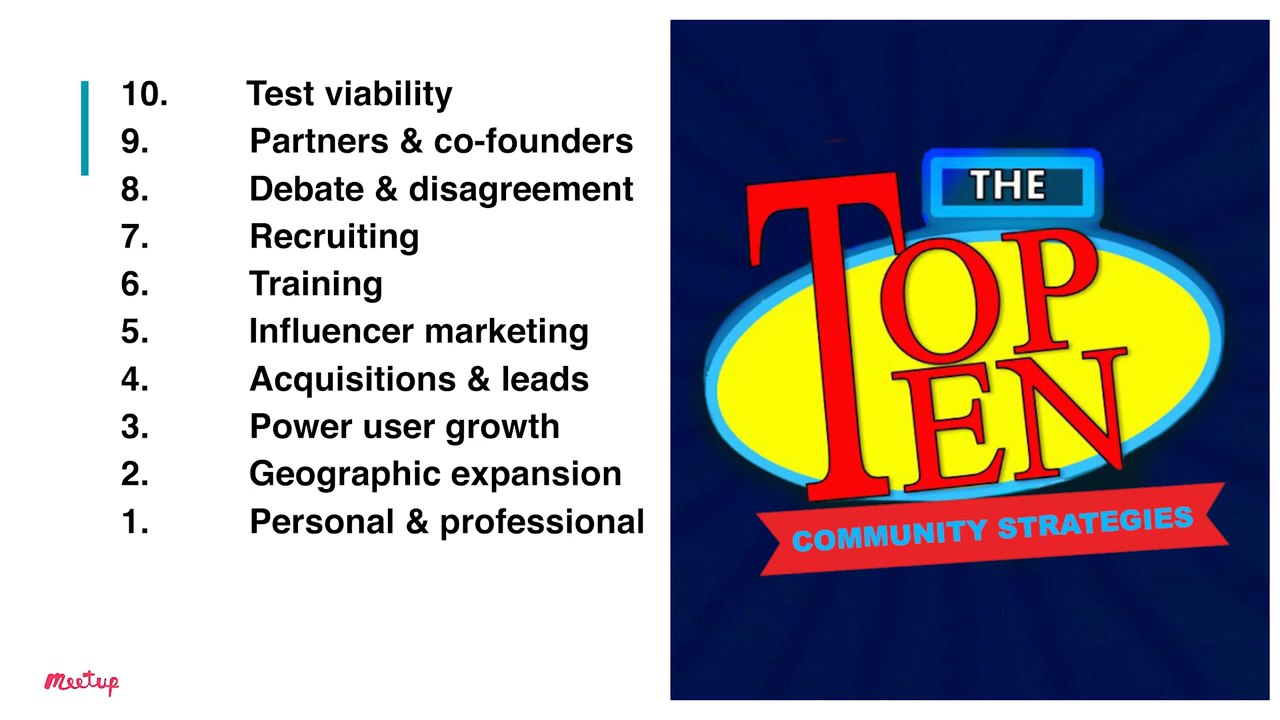 10. Test viability
9. Partners & co-founders
8. Debate & disagreement
7. Recruiting
6. Training
5. Influencer marketing
4. Acquisitions & leads
3. Power user growth
2. Geographic expansion
1. Personal & professional
THE
TOP
TEN
COMMUNITY STRATEGIES
meetup